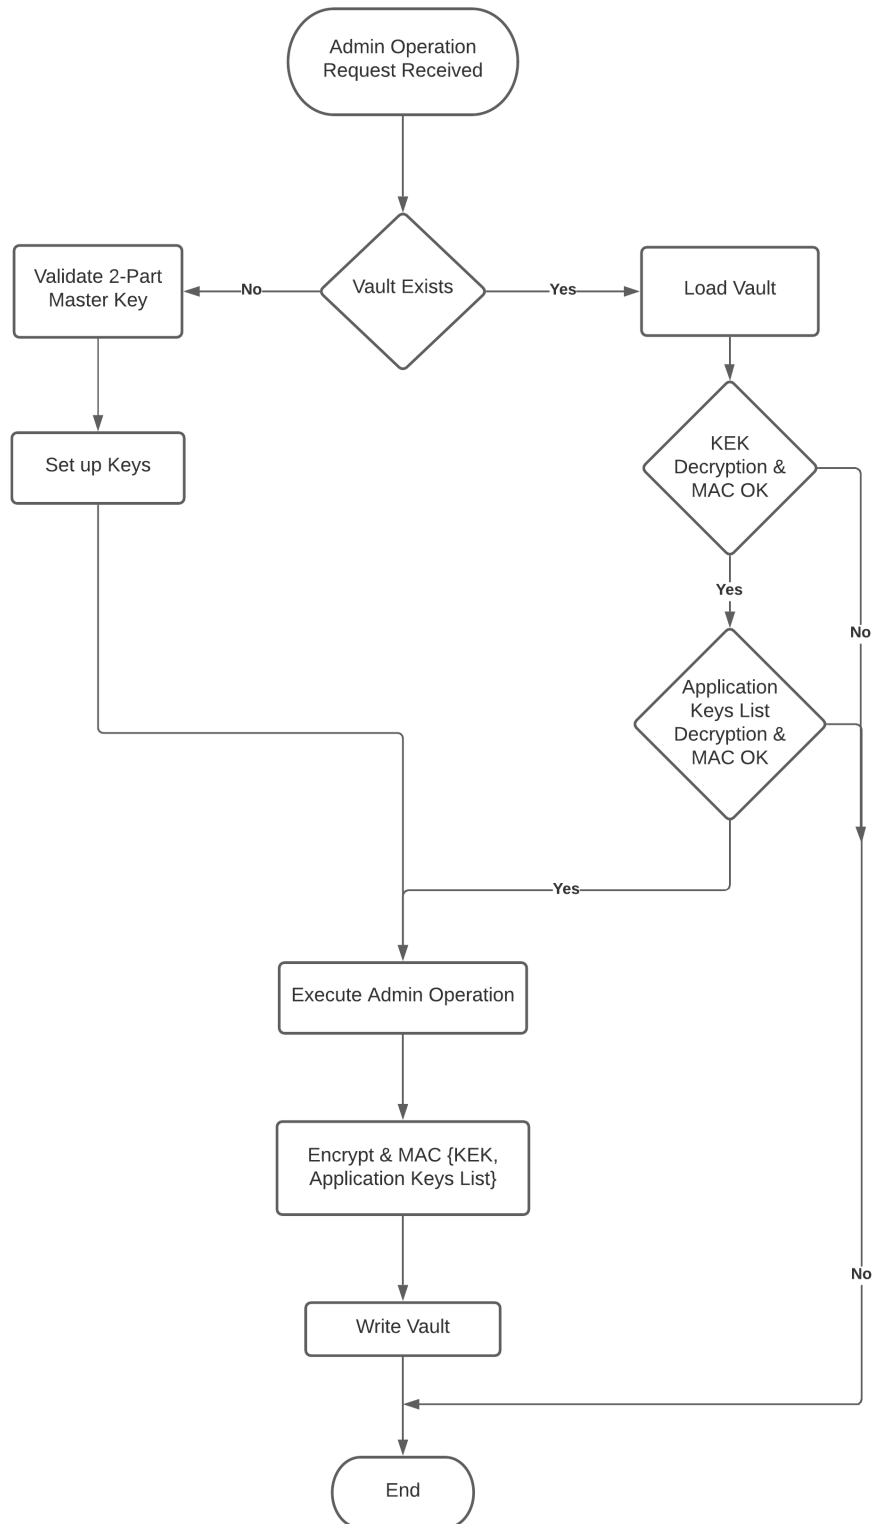 Admin Operation
Request Received
Vault Exists
No
Yes
Validate 2-Part
Master Key
Load Vault
Set up Keys
KEK
Decryption &
MAC OK
Yes
No
Application
Keys List
Decryption &
MAC OK
Yes
Execute Admin Operation
Encrypt & MAC {KEK,
Application Keys List}
No
Write Vault
End